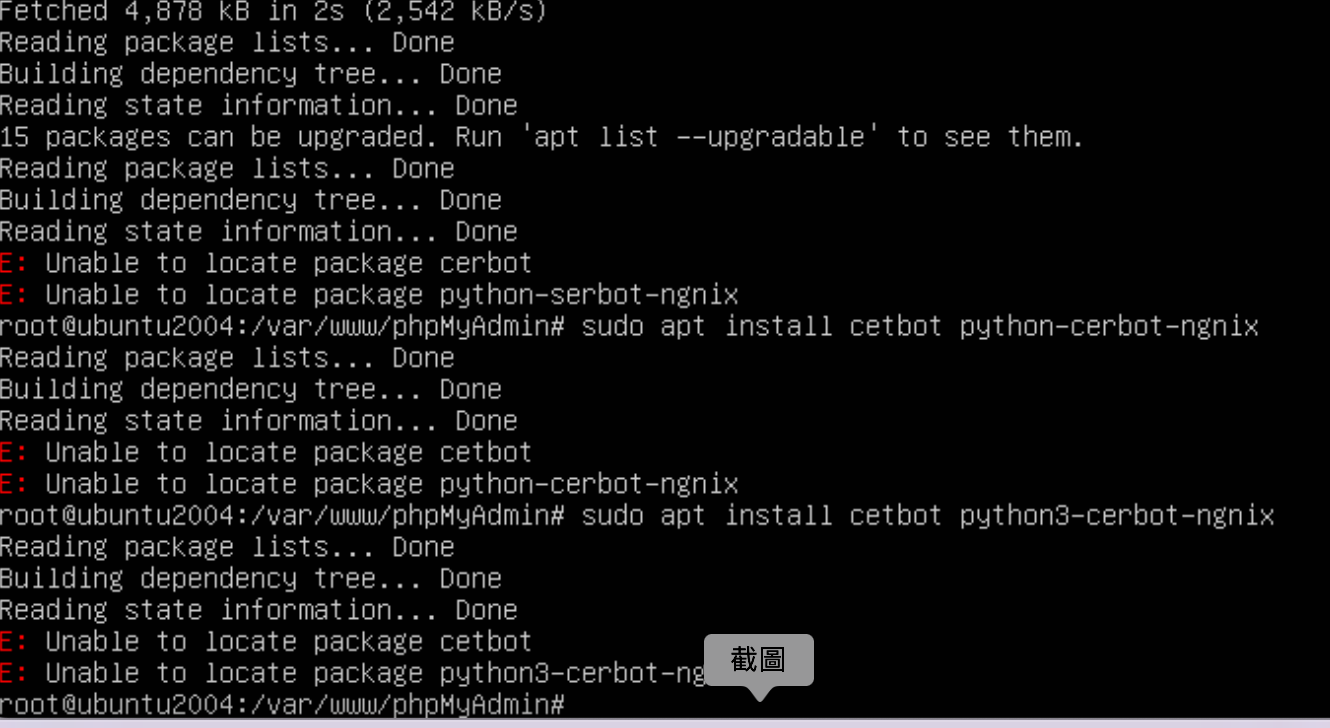 Fetched 4,878 kB in 2s (2,542 kB/s)
Reading package lists... Done
Building dependency tree... Done
Reading state information... Done
15 packages can be upgraded. Run 'apt list --upgradable' to see them.
Reading package lists... Done
Building dependency tree... Done
Reading state information... Done
E: Unable to locate package cerbot
E: Unable to locate package python-serbot-ngnix
root@ubuntu2004:/var/www/phpMyAdmin# sudo apt install cetbot python-cerbot-ngnix
Reading package lists... Done
Building dependency tree... Done
Reading state information... Done
E: Unable to locate package cetbot
E: Unable to locate package python-cerbot-ngnix
root@ubuntu2004:/var/www/phpMyAdmin# sudo apt install cetbot python3-cerbot-ngnix
Reading package lists... Done
Building dependency tree... Done
Reading state information... Done
E: Unable to locate package cetbot
截圖
E: Unable to locate package python3-cerbot-ng
root@ubuntu2004:/var/www/phpMyAdmin#